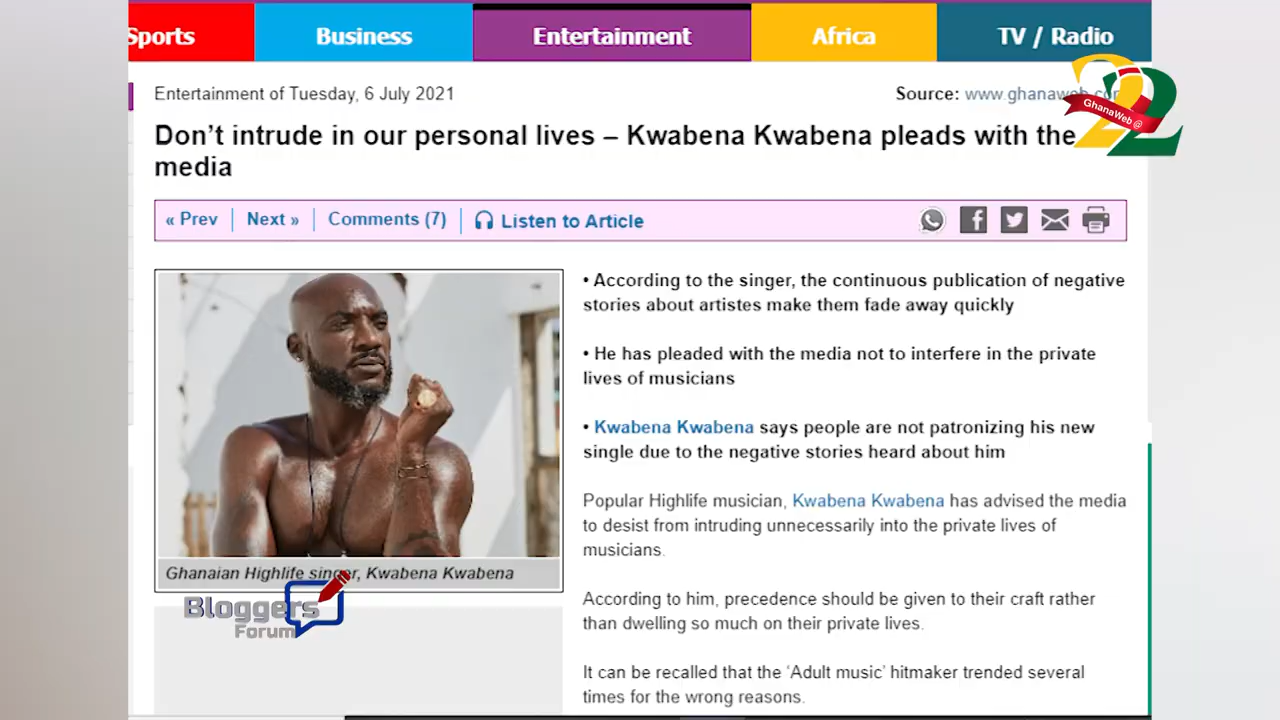 Sports Business Entertainment Africa TV / Radio
Entertainment of Tuesday, 6 July 2021 Source: www.ghanaweb.com
GhanaWeb @
22
Don't intrude in our personal lives – Kwabena Kwabena pleads with the
media
« Prev Next » Comments (7) Listen to Article
• According to the singer, the continuous publication of negative
stories about artistes make them fade away quickly
• He has pleaded with the media not to interfere in the private
lives of musicians
• Kwabena Kwabena says people are not patronizing his new
single due to the negative stories heard about him
Popular Highlife musician, Kwabena Kwabena has advised the media
to desist from intruding unnecessarily into the private lives of
musicians.
According to him, precedence should be given to their craft rather
than dwelling so much on their private lives.
It can be recalled that the 'Adult music' hitmaker trended several
times for the wrong reasons.
Ghanaian Highlife singer, Kwabena Kwabena
Bloggers
Forum